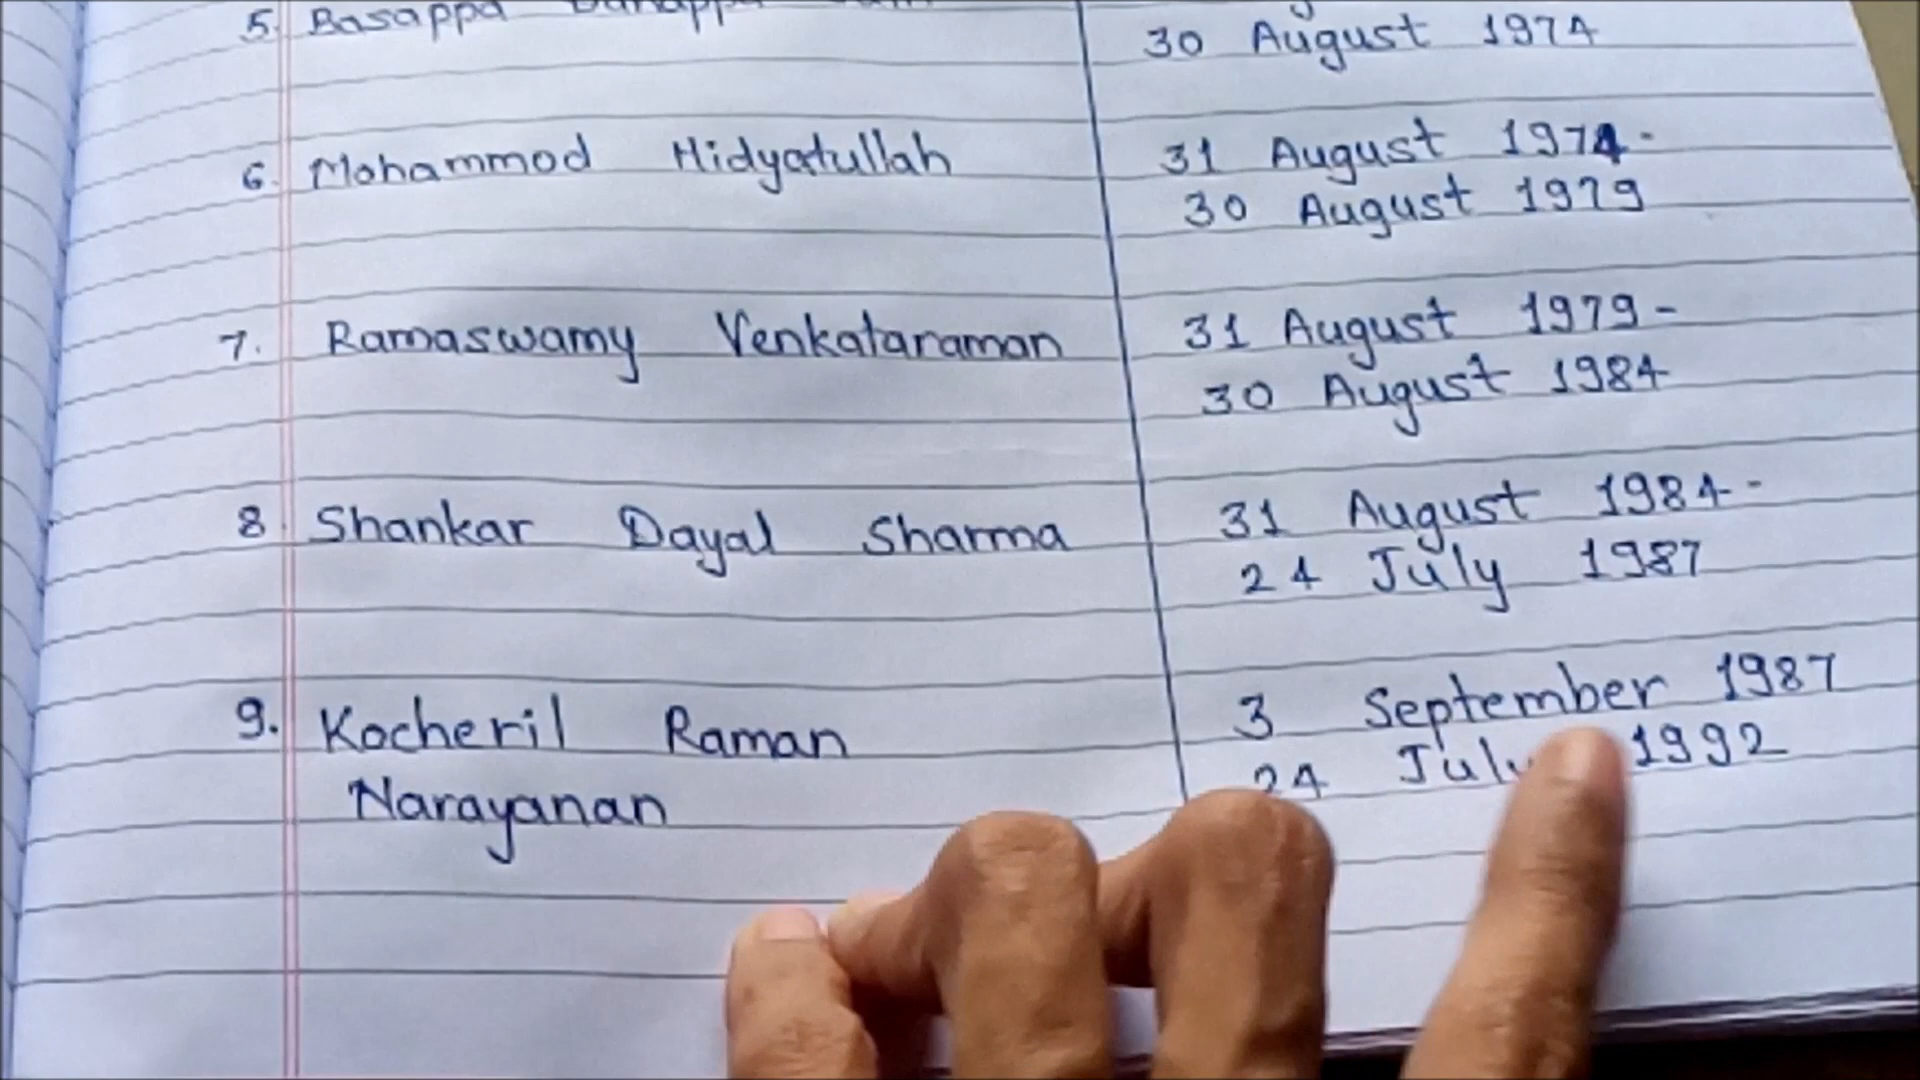 5. Basappa
30 August 1974
6. Mohammod Hidyatullah 31 August 1974-
30 August 1979
7. Ramaswamy Venkataraman 31 August 1979-
30 August 1984
8. Shankar Dayal Sharma 31 August 1984-
24 July 1987
9. Kocheril Raman 3 September 1987
Narayanan 24 July 1992